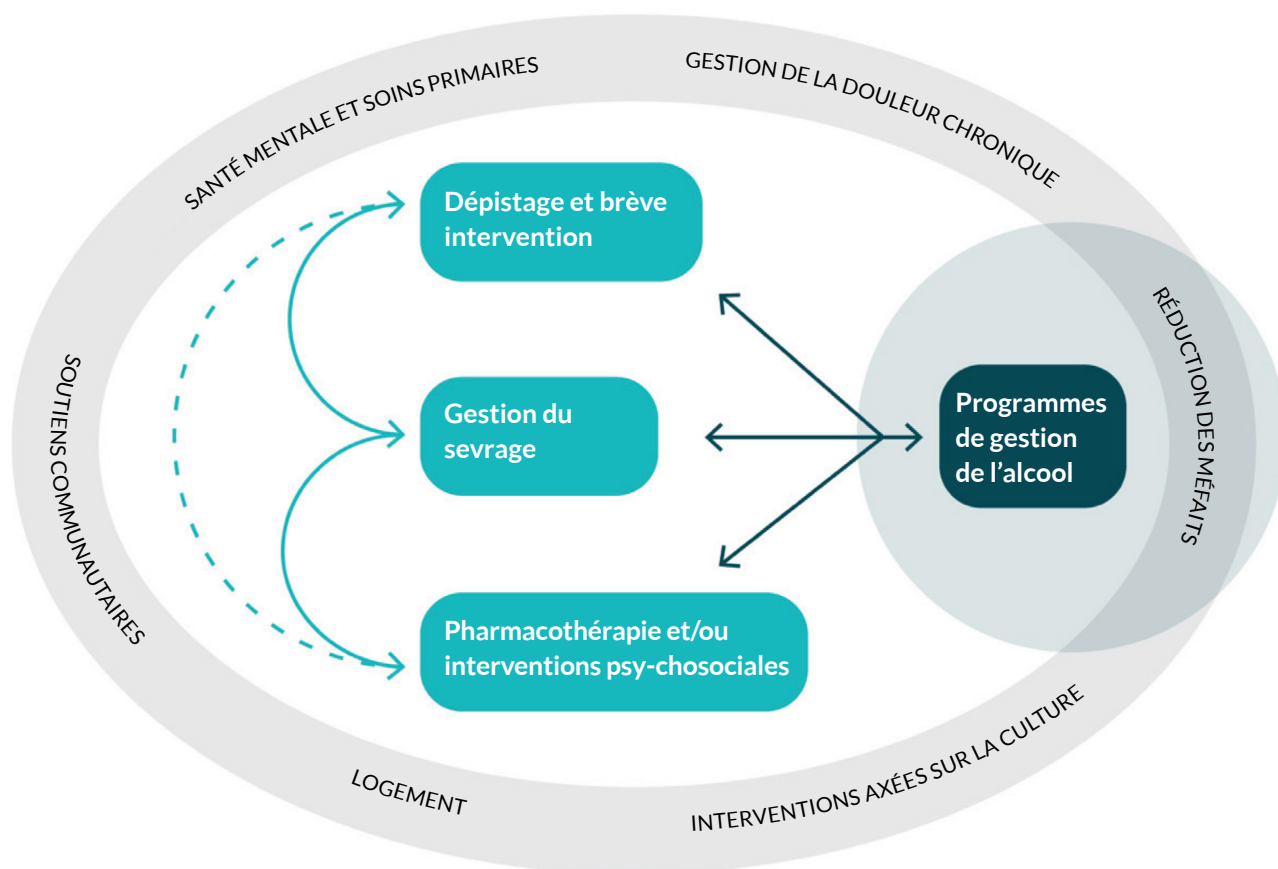 SANTÉ MENTALE ET SOINS PRIMAIRES
GESTION DE LA DOULEUR CHRONIQUE
Dépistage et brève
intervention
RÉDUCTION DES MÉFAITS
SOUTIENS COMMUNAUTAIRES
Gestion du
sevrage
Programmes
de gestion
de l’alcool
Pharmacothérapie et/ou
interventions psy-chosociales
LOGEMENT
INTERVENTIONS AXÉES SUR LA CULTURE